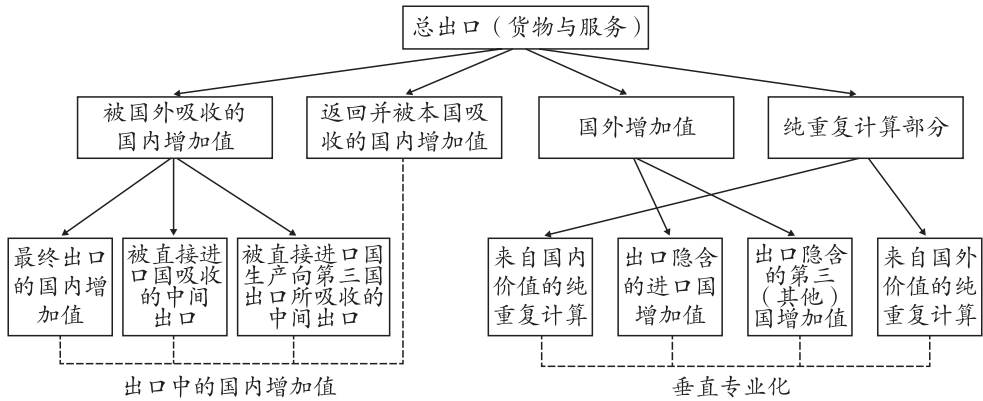 总出口（货物与服务）
被国外吸收的
国内增加值
返回并被本国吸
收的国内增加值
国外增加值
纯重复计算部分
最终出口
的国内增
加值
被直接进
口国吸收
的中间
出口
被直接进口国
生产向第三国
出口所吸收的
中间出口
来自国内
价值的纯
重复计算
出口隐含
的进口国
增加值
出口隐含
的第三
（其他）
国增加值
来自国外
价值的纯
重复计算
出口中的国内增加值
垂直专业化